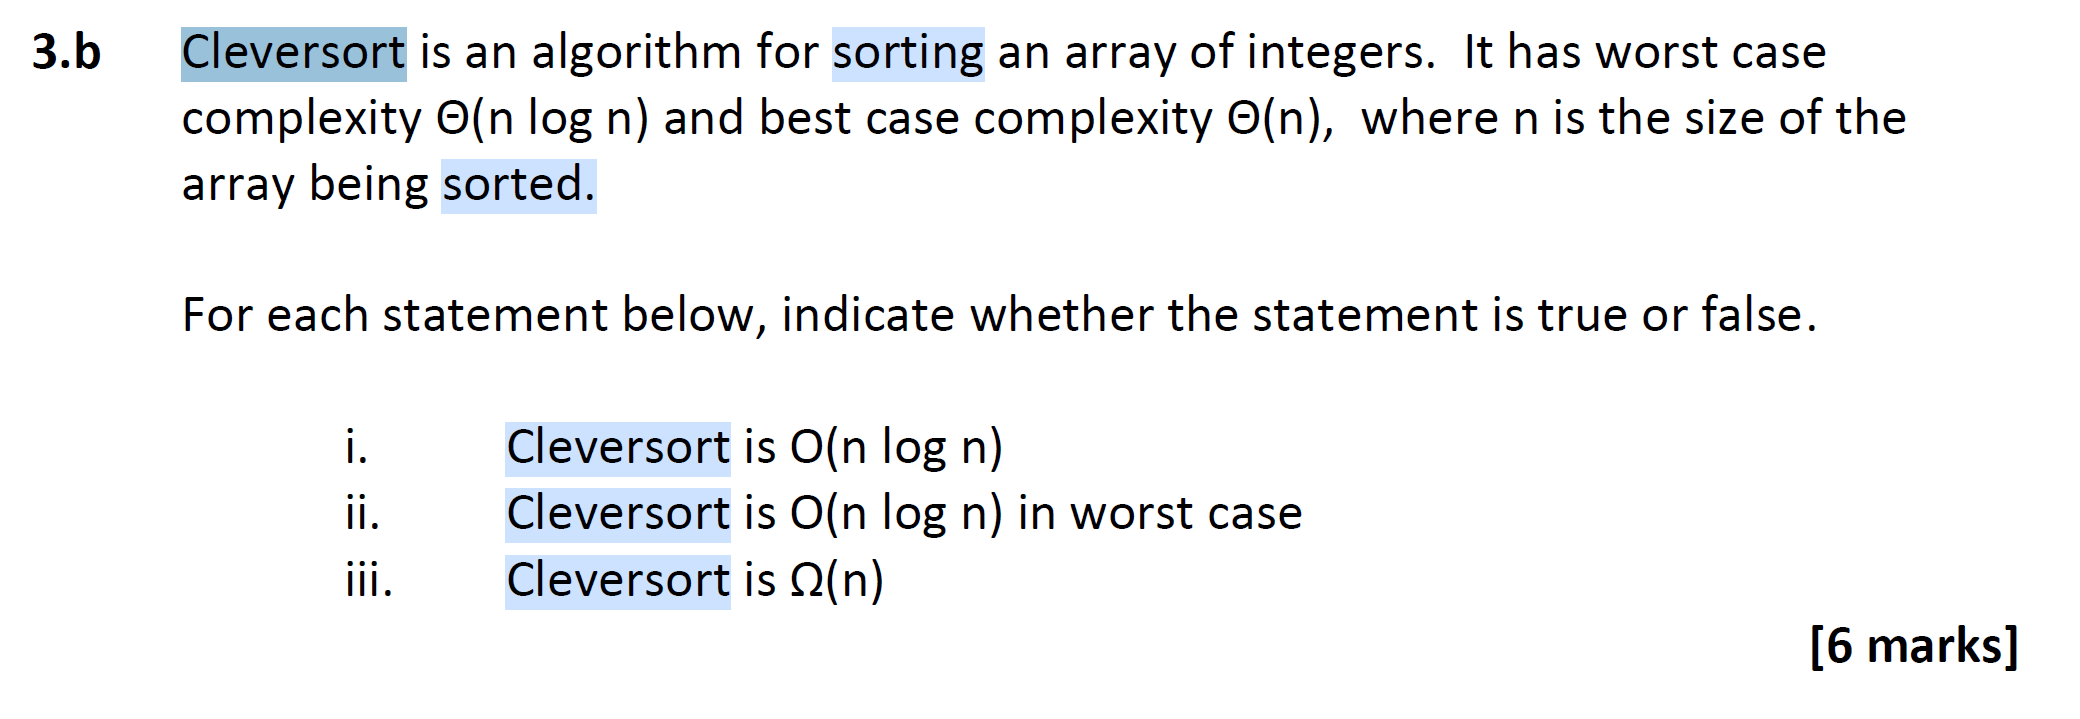 3.b Cleversort is an algorithm for sorting an array of integers. It has worst case
complexity Θ(n log n) and best case complexity Θ(n), where n is the size of the
array being sorted.
For each statement below, indicate whether the statement is true or false.
i. Cleversort is O(n log n)
ii. Cleversort is O(n log n) in worst case
iii. Cleversort is Ω(n)
[6 marks]